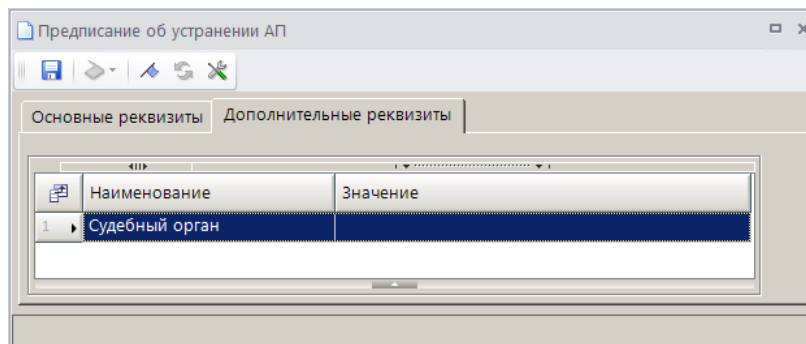 Предписание об устранении АП
Основные реквизиты Дополнительные реквизиты
Наименование Значение
1 Судебный орган